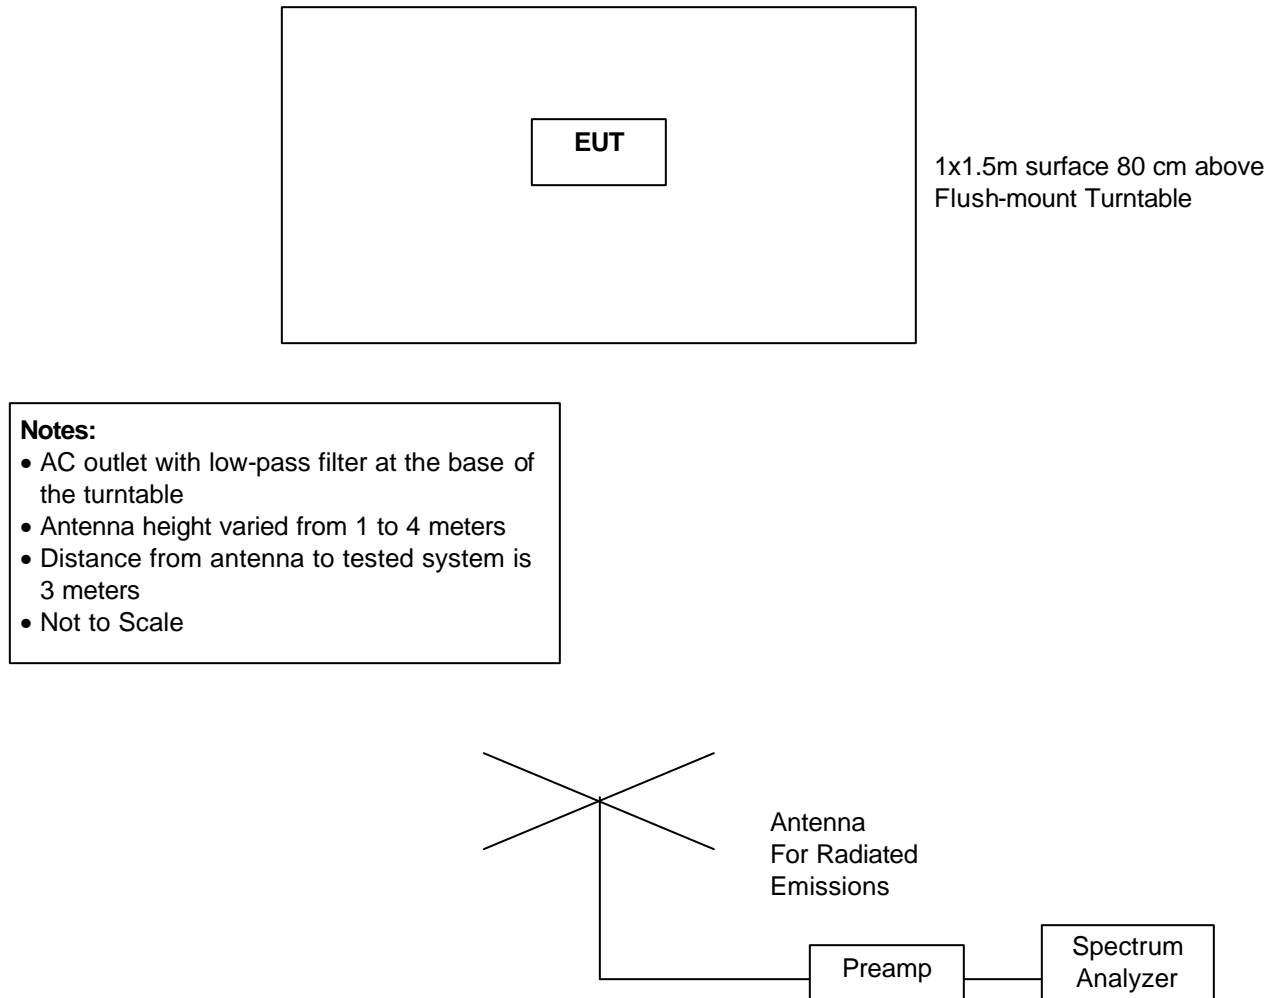 EUT
1x1.5m surface 80 cm above
Flush-mount Turntable
Notes:
• AC outlet with low-pass filter at the base of
the turntable
• Antenna height varied from 1 to 4 meters
• Distance from antenna to tested system is
3 meters
• Not to Scale
Antenna
For Radiated
Emissions
Preamp
Spectrum
Analyzer